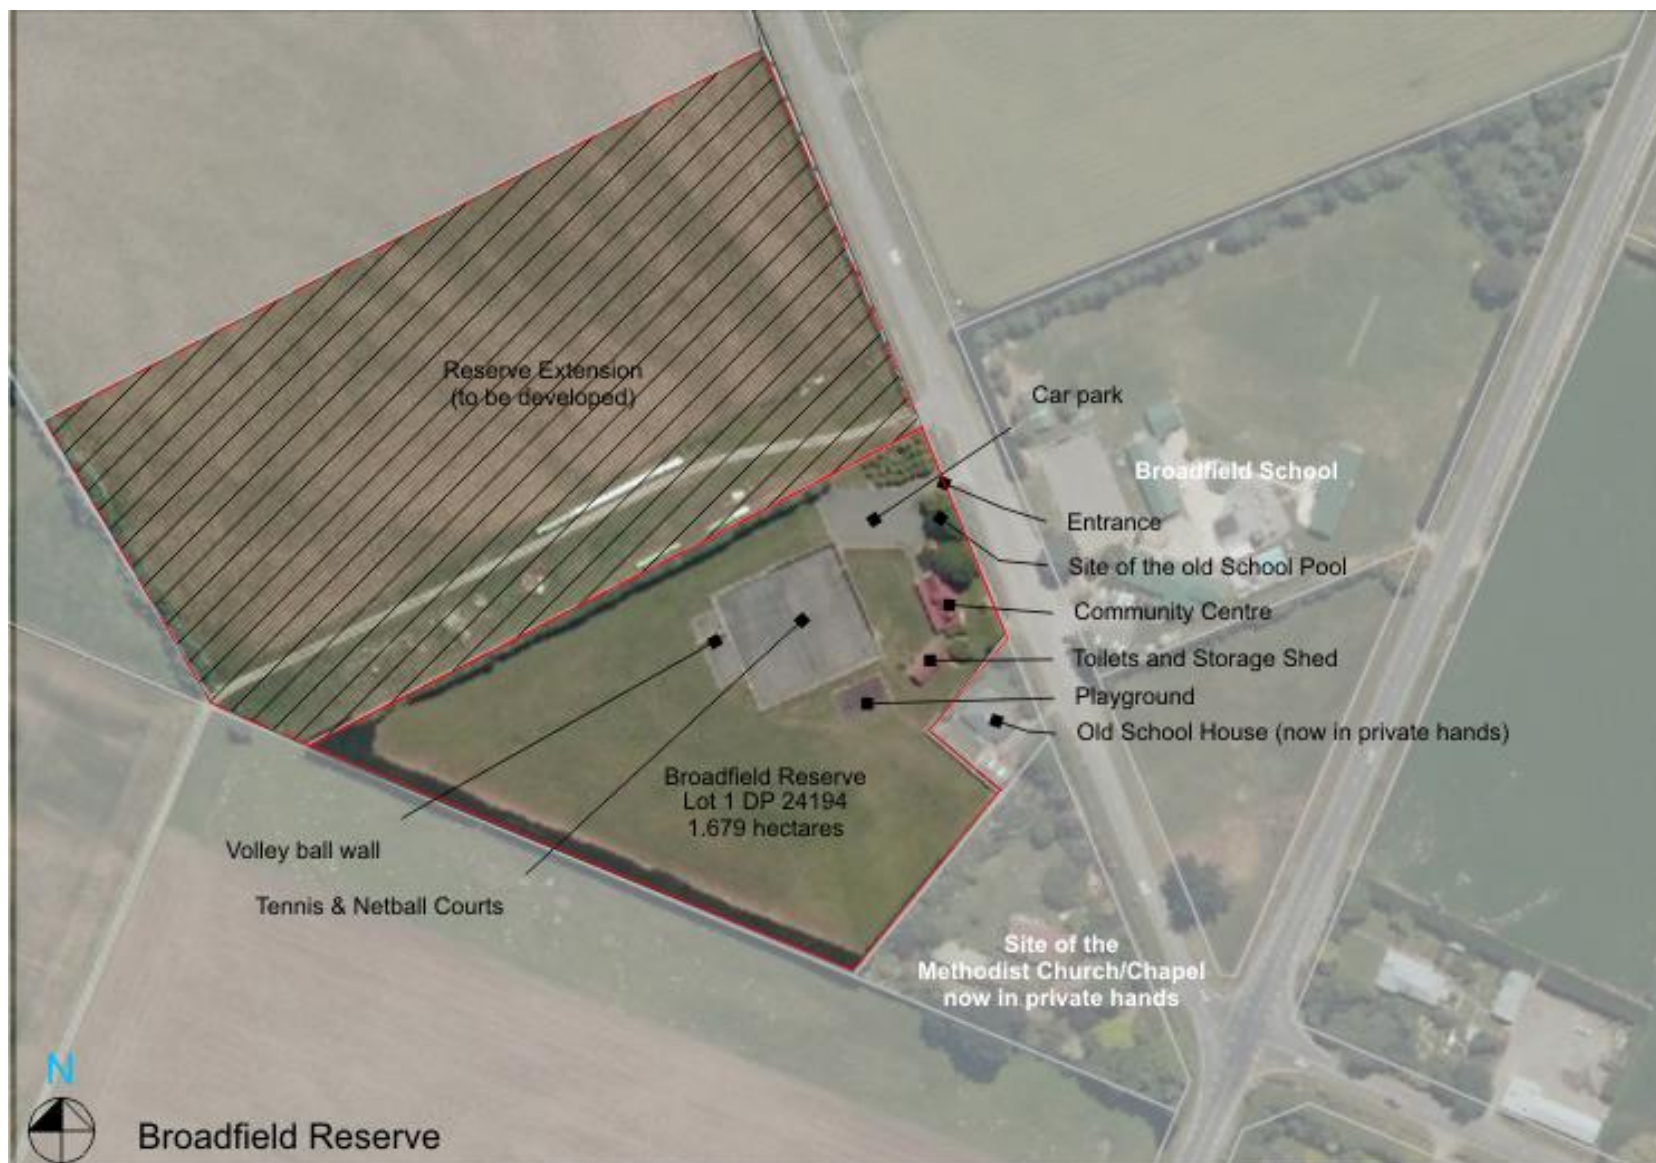 Reserve Extension
(to be developed)
Car park
Broadfield School
Entrance
Site of the old School Pool
Community Centre
Toilets and Storage Shed
Playground
Old School House (now in private hands)
Broadfield Reserve
Lot 1 DP 24194
1.679 hectares
Volley ball wall
Tennis & Netball Courts
Site of the
Methodist Church/Chapel
now in private hands
N
Broadfield Reserve